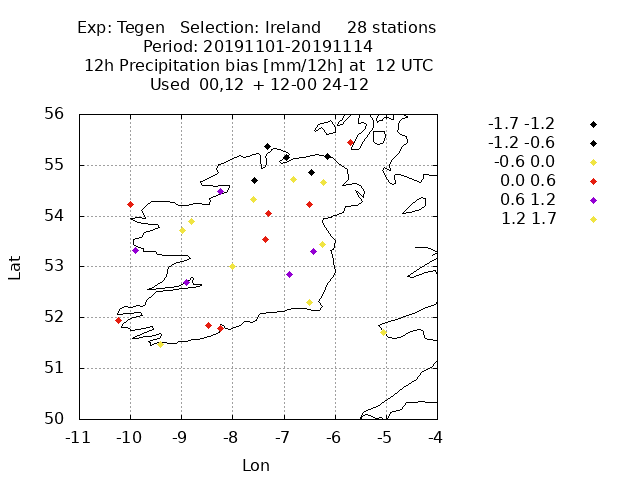 Exp: Tegen Selection: Ireland 28 stations
Period: 20191101-20191114
12h Precipitation bias [mm/12h] at 12 UTC
Used 00,12 + 12-00 24-12
-1.7 -1.2
-1.2 -0.6
-0.6 0.0
0.0 0.6
0.6 1.2
1.2 1.7
56
55
54
53
52
51
50
Lat
-11 -10 -9 -8 -7 -6 -5 -4
Lon